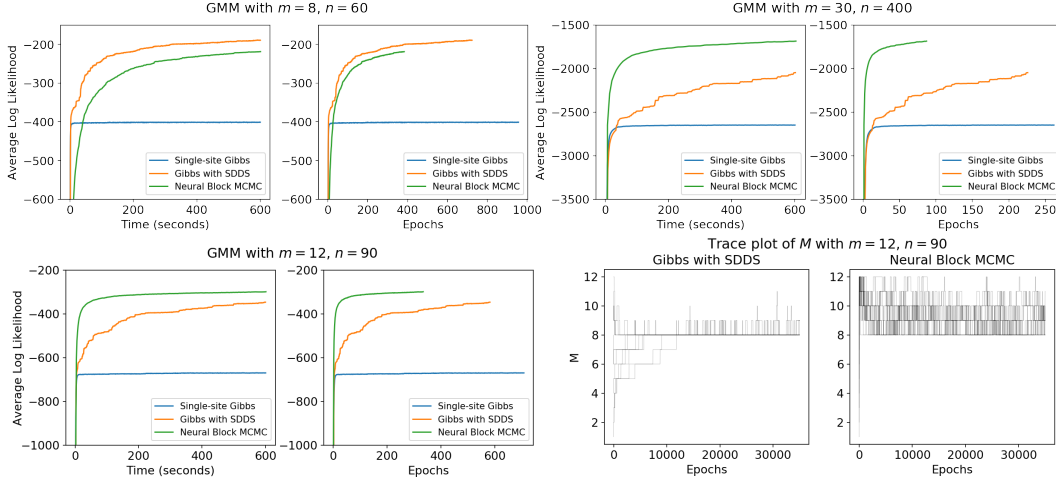 GMM with m = 8, n = 60
Average Log Likelihood
−200
−300
−400
−500
−600
0 200 400 600
Time (seconds)
Single-site Gibbs
Gibbs with SDDS
Neural Block MCMC
−200
−300
−400
−500
−600
0 200 400 600 800 1000
Epochs
Single-site Gibbs
Gibbs with SDDS
Neural Block MCMC
GMM with m = 30, n = 400
Average Log Likelihood
−1500
−2000
−2500
−3000
−3500
0 200 400 600
Time (seconds)
Single-site Gibbs
Gibbs with SDDS
Neural Block MCMC
−1500
−2000
−2500
−3000
−3500
0 50 100 150 200 250
Epochs
Single-site Gibbs
Gibbs with SDDS
Neural Block MCMC
GMM with m = 12, n = 90
Average Log Likelihood
−200
−400
−600
−800
−1000
0 200 400 600
Time (seconds)
Single-site Gibbs
Gibbs with SDDS
Neural Block MCMC
−200
−400
−600
−800
−1000
0 200 400 600
Epochs
Single-site Gibbs
Gibbs with SDDS
Neural Block MCMC
Trace plot of M with m = 12, n = 90
Gibbs with SDDS
M
12
10
8
6
4
2
0 10000 20000 30000
Epochs
Neural Block MCMC
12
10
8
6
4
2
0 10000 20000 30000
Epochs